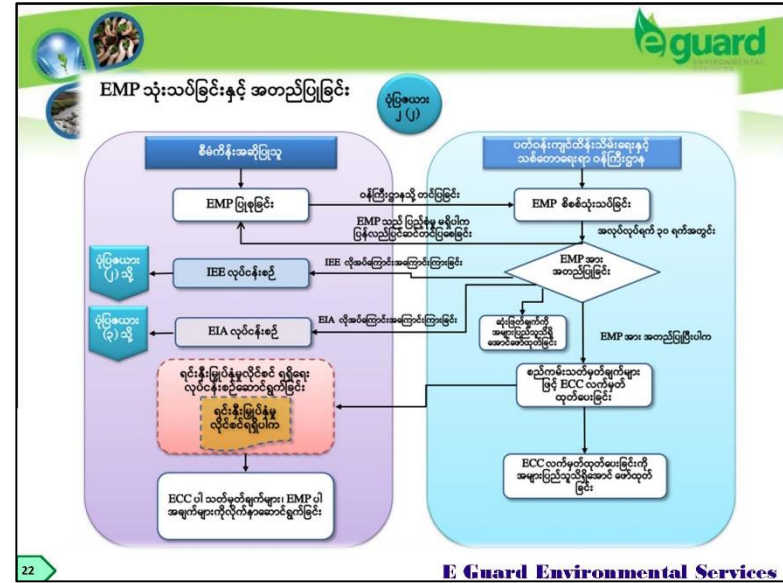 eguard
ENVIRONMENTAL
SERVICES
EMP သုံးသပ်ခြင်းနှင့် အတည်ပြုခြင်း
ပုံပြဇယား
၂ (၂)
စီမံကိန်းအဆိုပြုသူ
ပတ်ဝန်းကျင်ထိန်းသိမ်းရေးနှင့်
သစ်တောရေးရာ ဝန်ကြီးဌာန
EMP ပြုစုခြင်း
ဝန်ကြီးဌာနသို့ တင်ပြခြင်း
EMP စိစစ်သုံးသပ်ခြင်း
EMP သည် ပြည့်စုံမှု မရှိပါက
ပြန်လည်ပြင်ဆင်တင်ပြစေခြင်း
အလုပ်လုပ်ရက် ၃၀ ရက်အတွင်း
ပုံပြဇယား
(၂) သို့
IEE လုပ်ငန်းစဉ်
IEE လိုအပ်ကြောင်းအကြောင်းကြားခြင်း
EMP အား
အတည်ပြုခြင်း
ပုံပြဇယား
(၃) သို့
EIA လုပ်ငန်းစဉ်
EIA လိုအပ်ကြောင်းအကြောင်းကြားခြင်း
ဆုံးဖြတ်ချက်ကို
အများပြည်သူသိရှိ
အောင်ဖော်ထုတ်ခြင်း
EMP အား အတည်ပြုပြီးပါက
ရင်းနှီးမြှုပ်နှံမှုလိုင်စင် ရရှိရေး
လုပ်ငန်းစဉ်ဆောင်ရွက်ခြင်း
ရင်းနှီးမြှုပ်နှံမှု
လိုင်စင်ရရှိပါက
စည်ကမ်းသတ်မှတ်ချက်များ
ဖြင့် ECC လက်မှတ်
ထုတ်ပေးခြင်း
ECC ပါ သတ်မှတ်ချက်များ၊ EMP ပါ
အချက်များကိုလိုက်နာဆောင်ရွက်ခြင်း
ECC လက်မှတ်ထုတ်ပေးခြင်းကို
အများပြည်သူသိရှိအောင် ဖော်ထုတ်
ခြင်း
22
E Guard Environmental Services